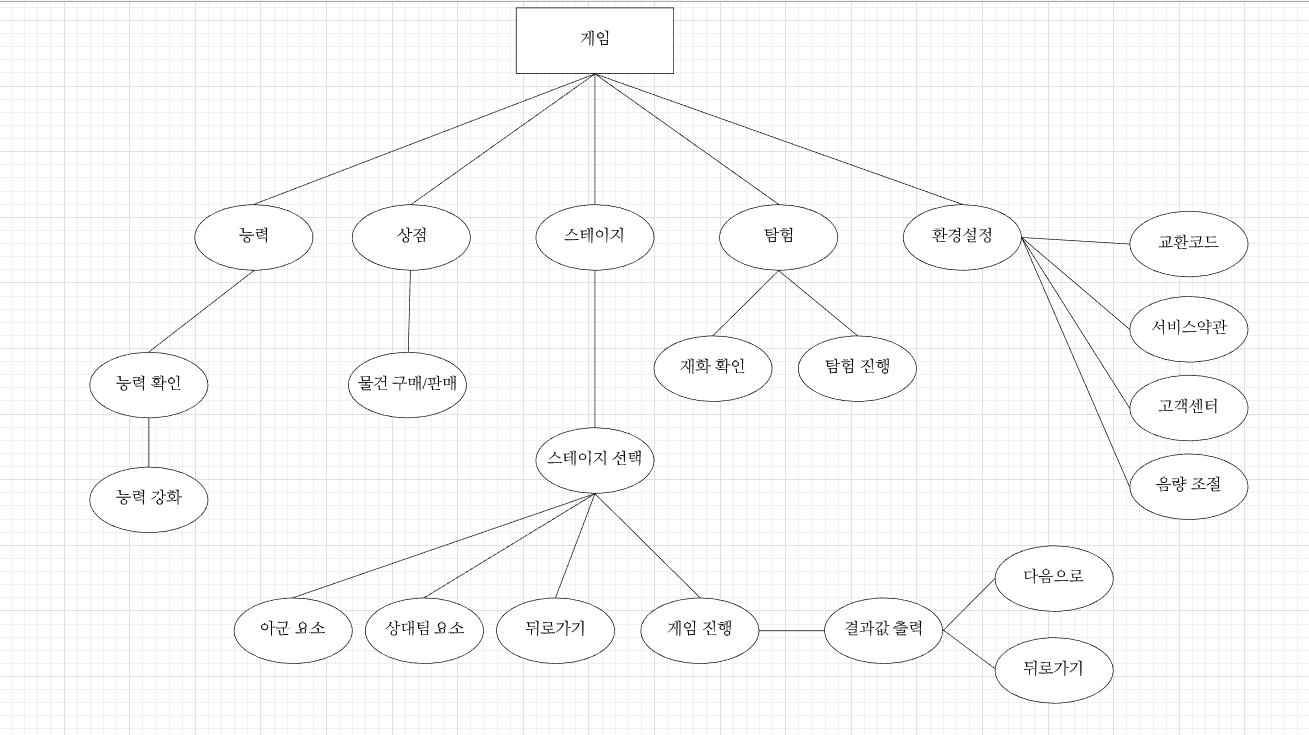 게임
능력
상점
스테이지
탐험
환경설정
교환코드
서비스약관
고객센터
음량 조절
능력 확인
물건 구매/판매
재화 확인
탐험 진행
능력 강화
스테이지 선택
아군 요소
상대팀 요소
뒤로가기
게임 진행
결과값 출력
다음으로
뒤로가기